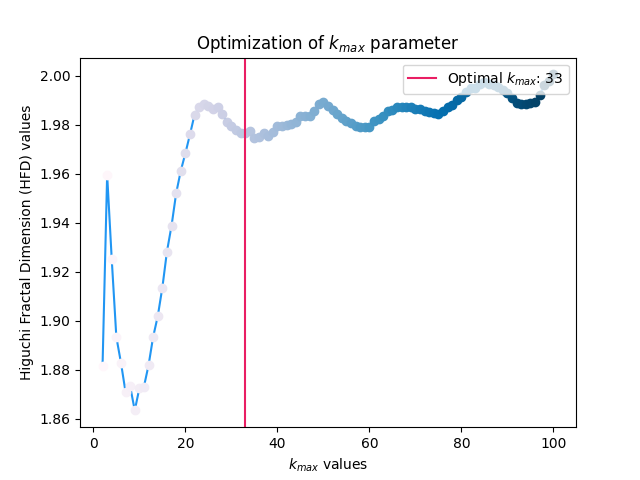 Optimization of k_max parameter
Optimal k_max: 33
Higuchi Fractal Dimension (HFD) values
2.00
1.98
1.96
1.94
1.92
1.90
1.88
1.86
0 20 40 60 80 100
k_max values